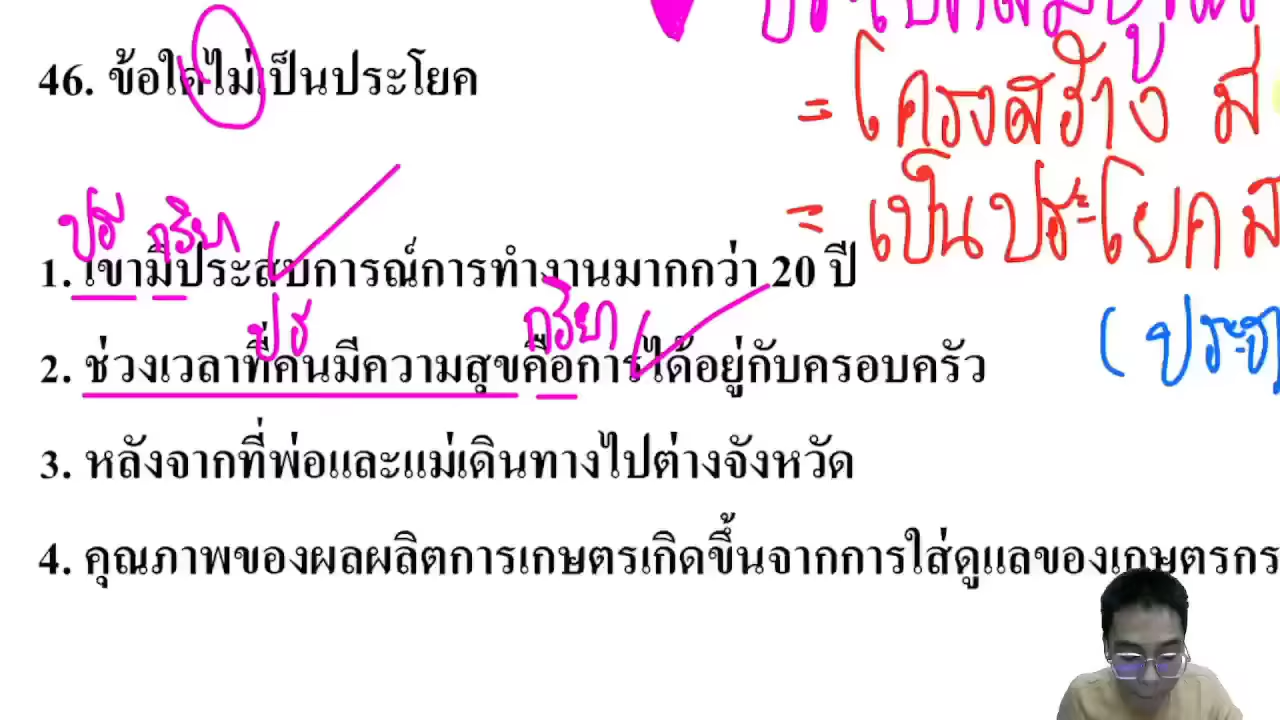 46. ข้อใดไม่เป็นประโยค
= โครงสร้าง มี
= เป็นประโยค
ปธ กริยา
1. เขามีประสบการณ์การทำงานมากกว่า 20 ปี
ปธ กริยา
2. ช่วงเวลาที่คนมีความสุขคือการได้อยู่กับครอบครัว
3. หลังจากที่พ่อและแม่เดินทางไปต่างจังหวัด
4. คุณภาพของผลผลิตการเกษตรเกิดขึ้นจากการใส่ดูแลของเกษตรกร